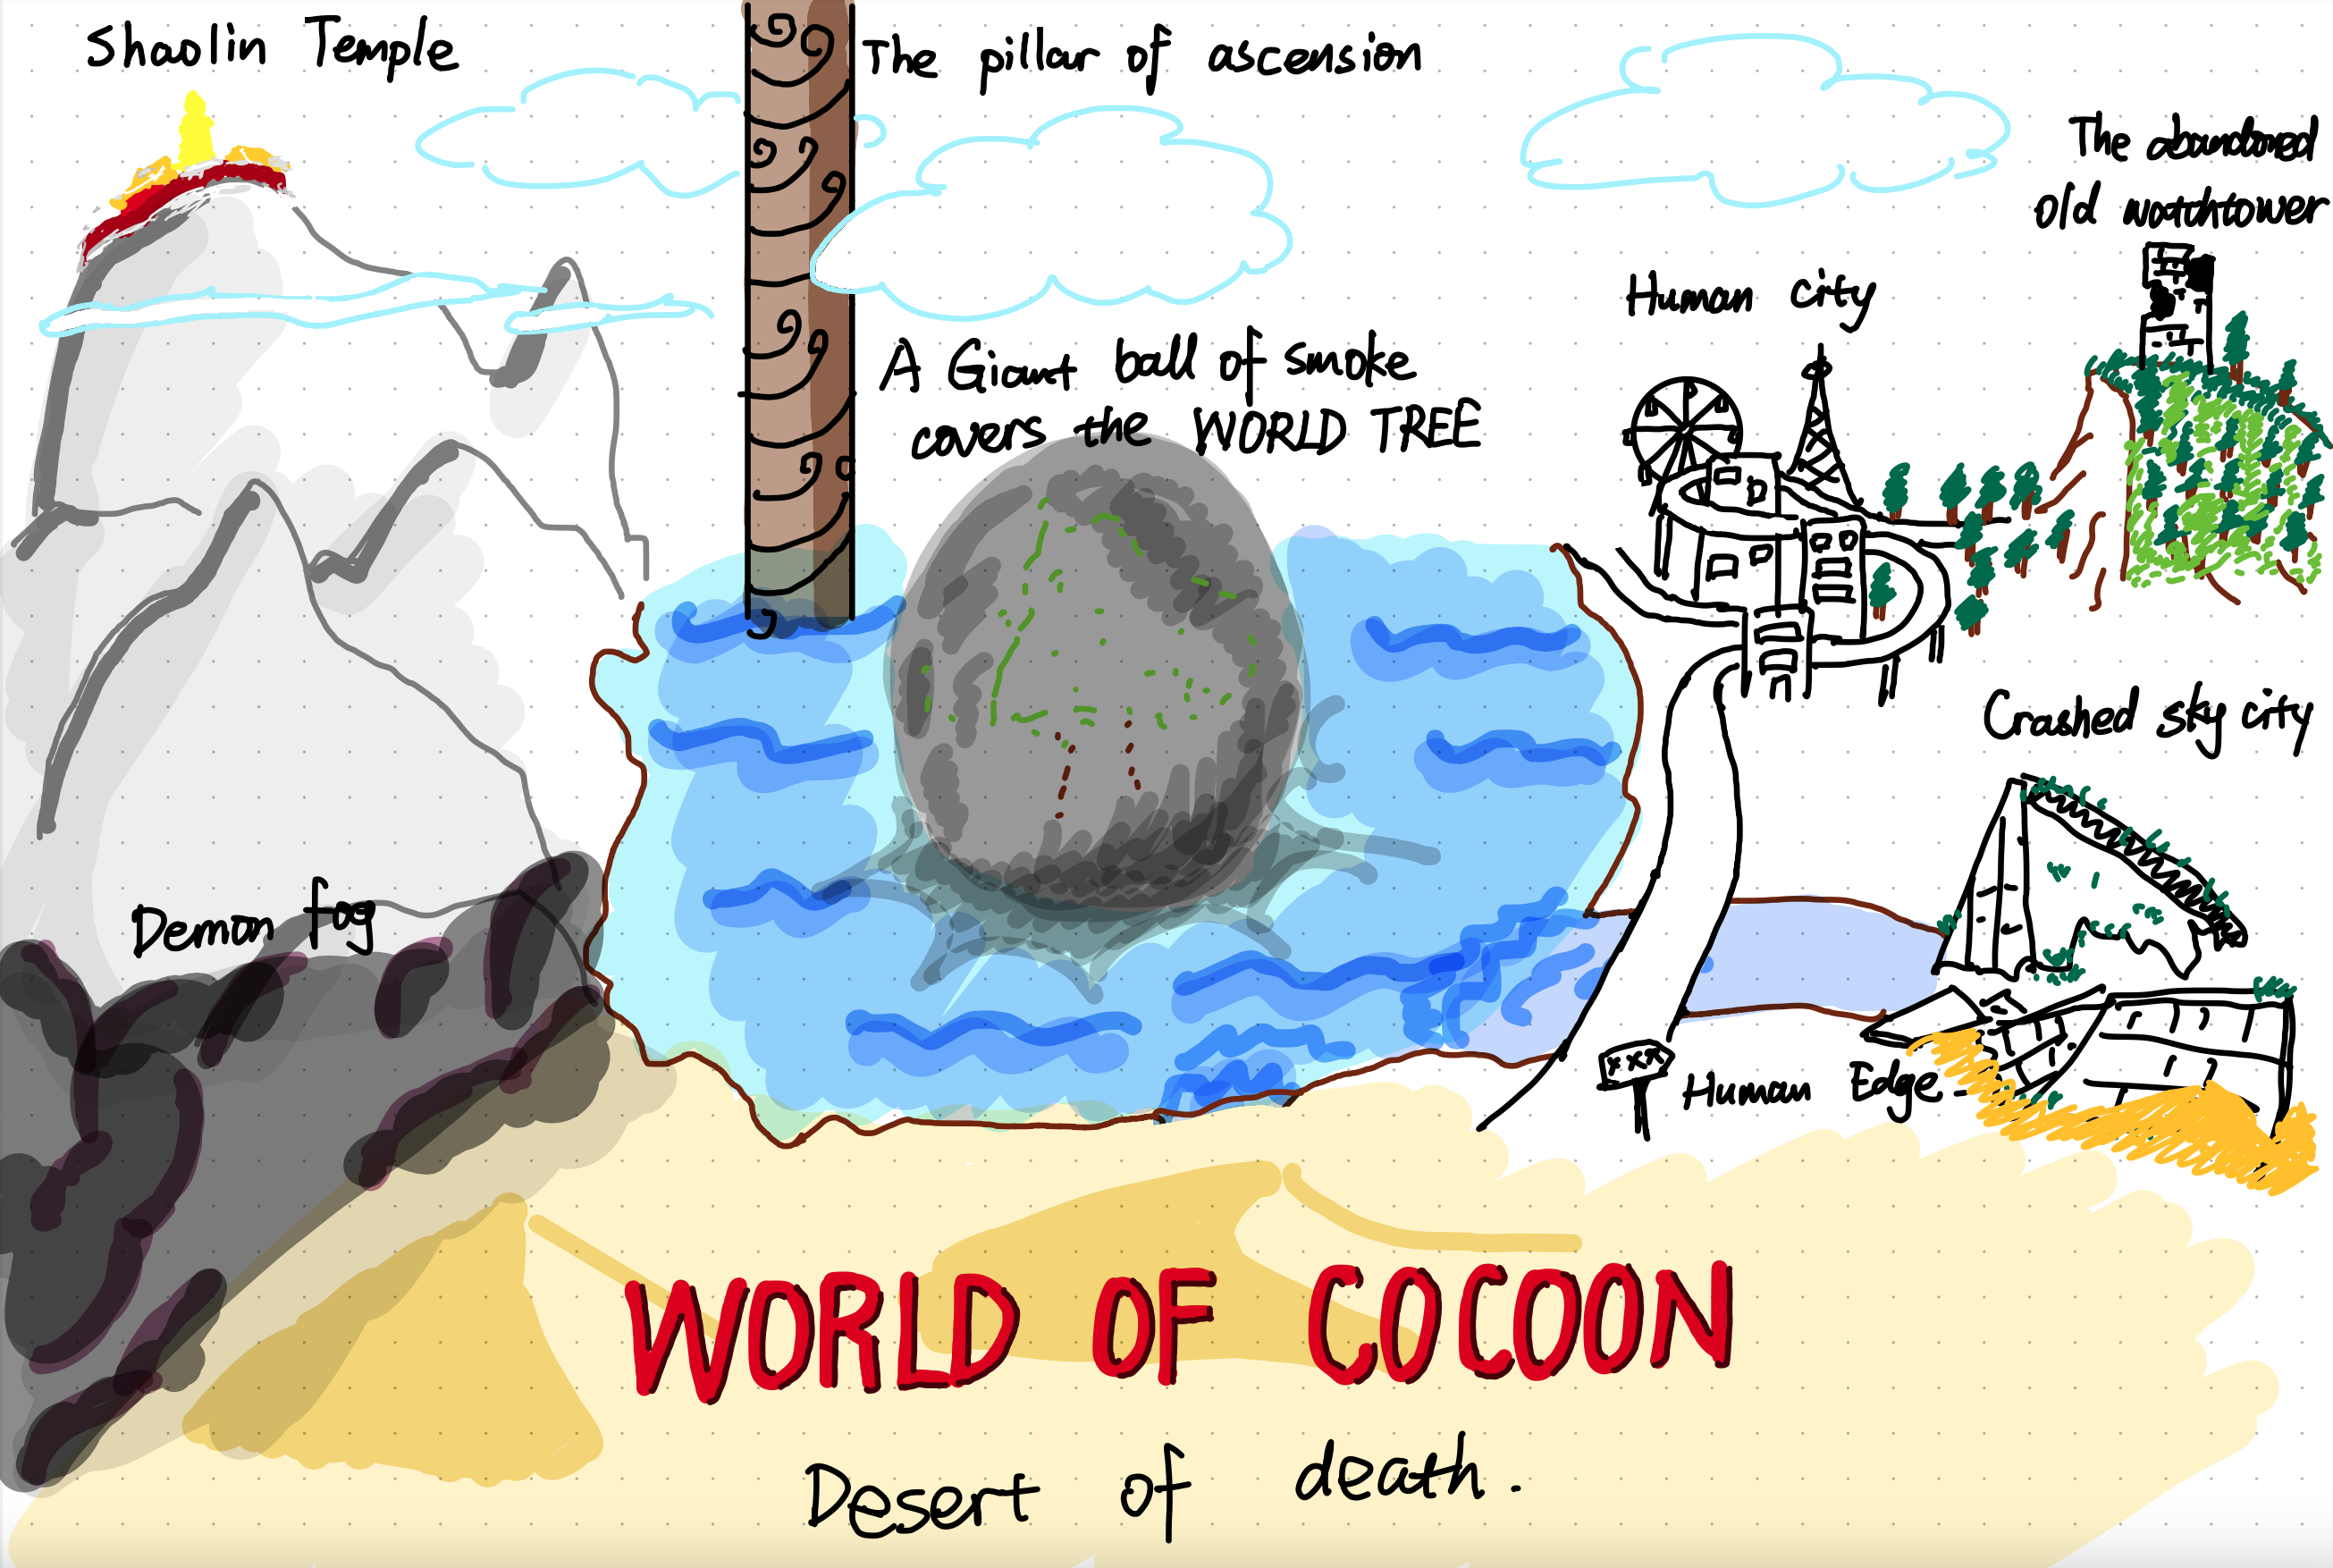 Shaolin Temple
The pillar of ascension
The abandoned
old watchtower
Human city
A Giant ball of smoke
covers the WORLD TREE
Crashed sky city
Demon fog
xxx
Human Edge
WORLD OF COCOON
Desert of death.